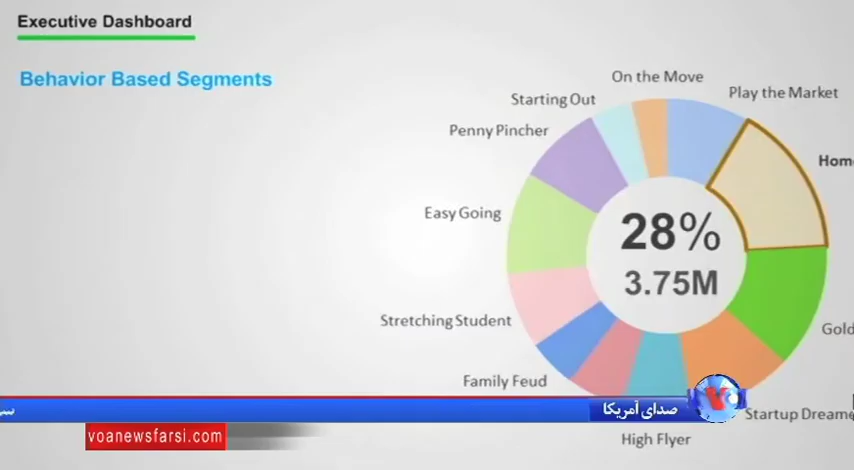 Executive Dashboard
Behavior Based Segments
On the Move
Play the Market
Starting Out
Penny Pincher
Easy Going
28%
3.75M
Stretching Student
Family Feud
High Flyer
صدای آمریکا
VOA
voanewsfarsi.com